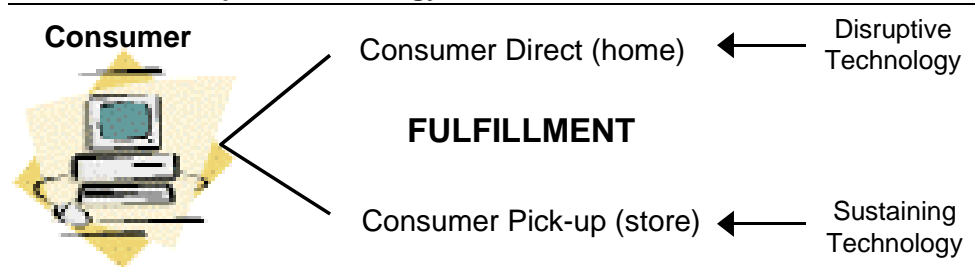 Consumer
Consumer Direct (home)
Disruptive
Technology
FULFILLMENT
Consumer Pick-up (store)
Sustaining
Technology